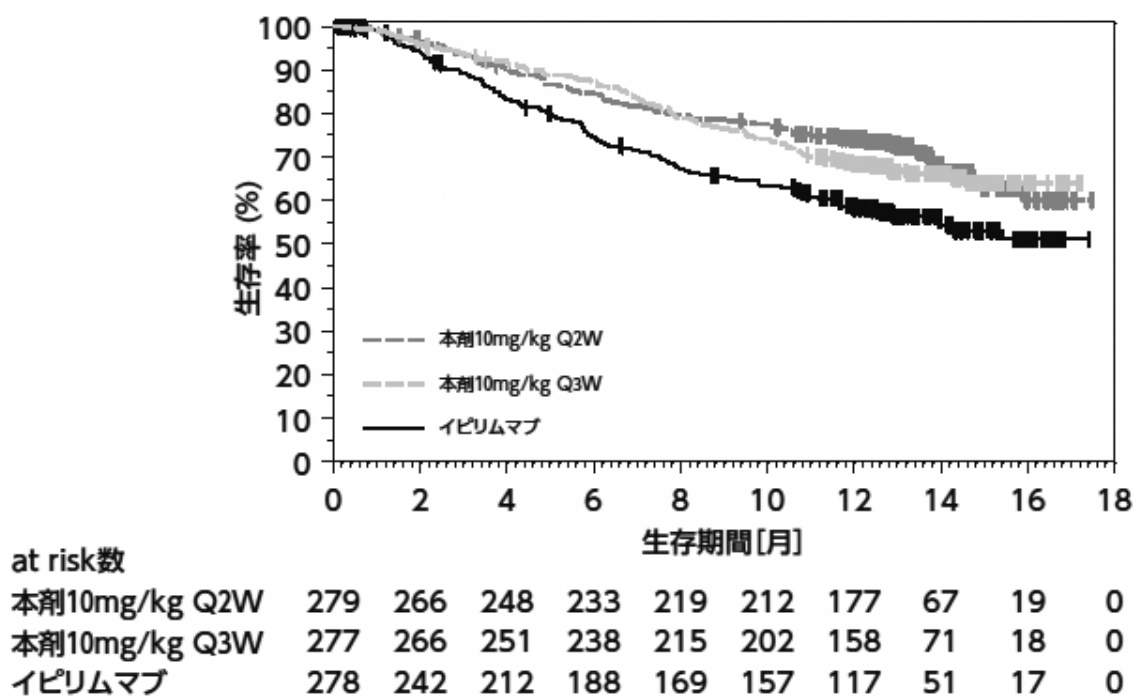 100
90
80
70
60
50
40
30
20
10
0
生存率 (%)
本剤10mg/kg Q2W
本剤10mg/kg Q3W
イピリムマブ
0 2 4 6 8 10 12 14 16 18
生存期間[月]
at risk数
本剤10mg/kg Q2W 279 266 248 233 219 212 177 67 19 0
本剤10mg/kg Q3W 277 266 251 238 215 202 158 71 18 0
イピリムマブ 278 242 212 188 169 157 117 51 17 0